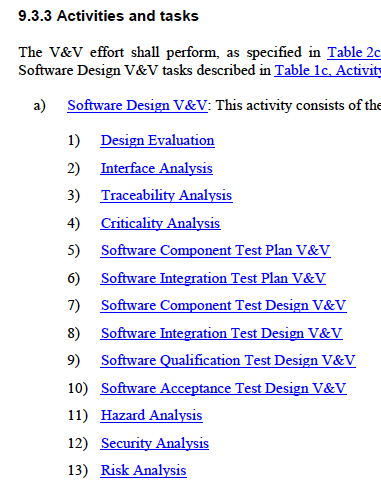 9.3.3 Activities and tasks
The V&V effort shall perform, as specified in Table 2c
Software Design V&V tasks described in Table 1c, Activity
a) Software Design V&V: This activity consists of the
1) Design Evaluation
2) Interface Analysis
3) Traceability Analysis
4) Criticality Analysis
5) Software Component Test Plan V&V
6) Software Integration Test Plan V&V
7) Software Component Test Design V&V
8) Software Integration Test Design V&V
9) Software Qualification Test Design V&V
10) Software Acceptance Test Design V&V
11) Hazard Analysis
12) Security Analysis
13) Risk Analysis